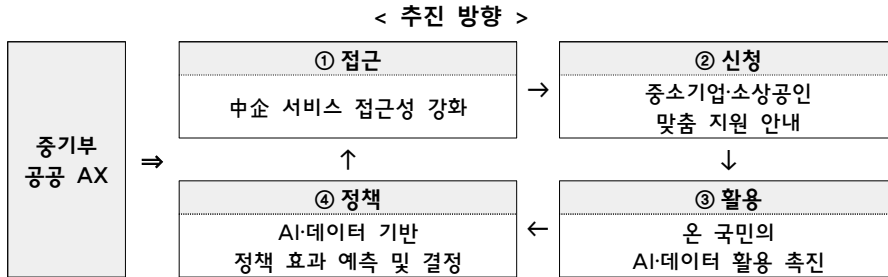 < 추진 방향 >
중기부
공공 AX
⇒
① 접근
中企 서비스 접근성 강화
→
② 신청
중소기업·소상공인
맞춤 지원 안내
↑
↓
④ 정책
AI·데이터 기반
정책 효과 예측 및 결정
←
③ 활용
온 국민의
AI·데이터 활용 촉진